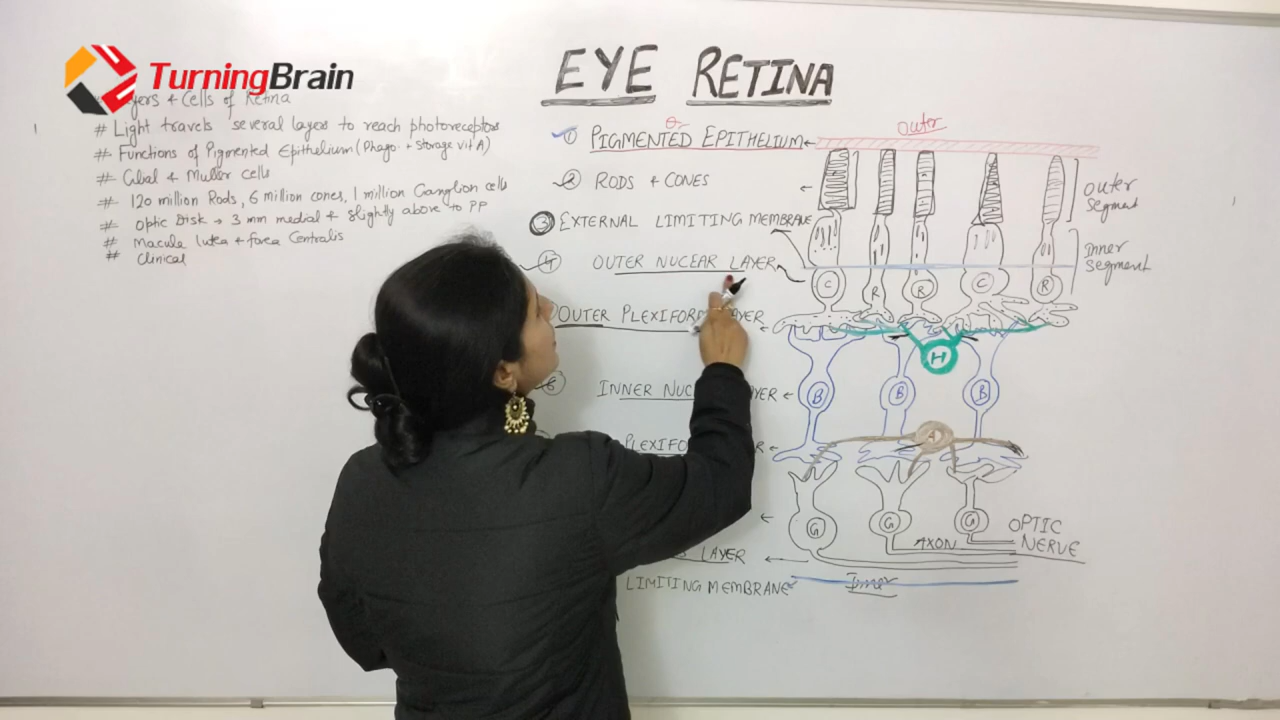 TurningBrain
EYE RETINA
& Cells of Retina
# Light travels several layers to reach photoreceptors
# Functions of Pigmented Epithelium (Phago. + Storage vit A)
# Glial & Muller cells
# 120 million Rods, 6 million cones, 1 million Ganglion cells
# Optic Disk → 3 mm medial & slightly above to PP
# Macula lutea & fovea Centralis
# Clinical
① PIGMENTED EPITHELIUM
② RODS & CONES
③ EXTERNAL LIMITING MEMBRANE
④ OUTER NUCEAR LAYER
OUTER PLEXIFORM LAYER
⑥ INNER NUC
LAYER
LIMITING MEMBRANE
outer
Outer
Segment
Inner
Segment
C R R C R
H
B B B
A
G G G
AXON
OPTIC
NERVE
Inner